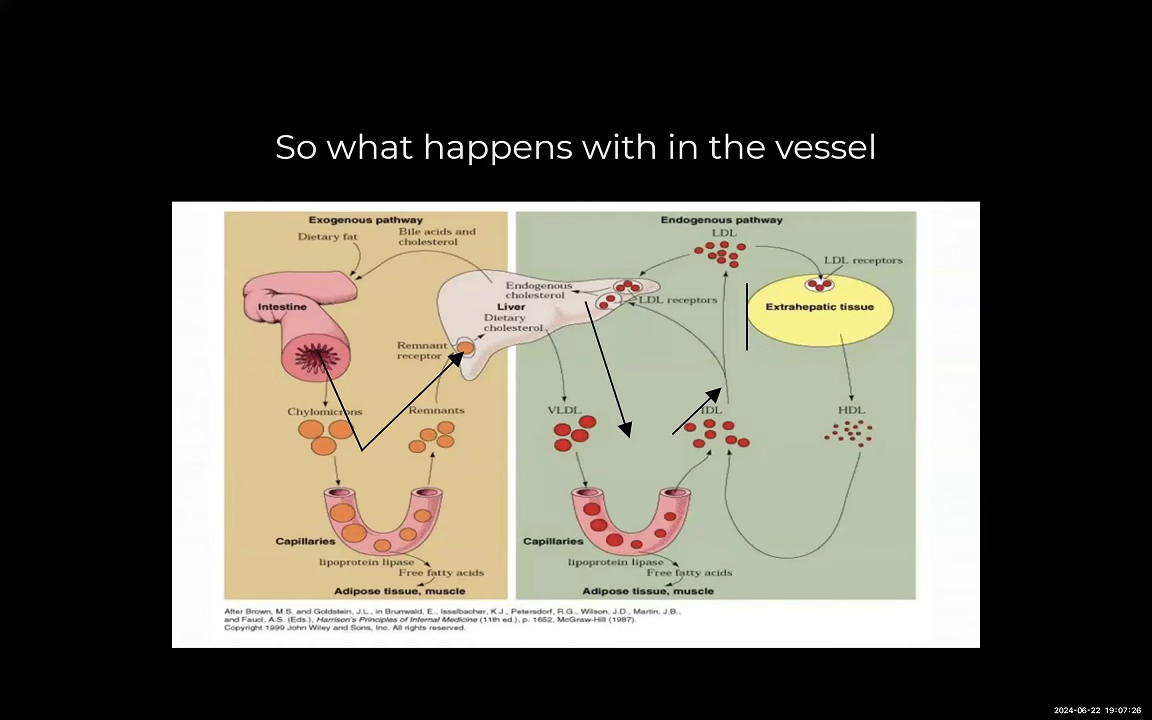 So what happens with in the vessel
Exogenous pathway
Dietary fat
Bile acids and
cholesterol
Intestine
Endogenous
cholesterol
Liver
Dietary
cholesterol
Remnant
receptor
Chylomicrons
Remnants
Capillaries
lipoprotein lipase
Free fatty acids
Adipose tissue, muscle
Endogenous pathway
LDL
LDL receptors
LDL receptors
Extrahepatic tissue
VLDL
IDL
HDL
Capillaries
lipoprotein lipase
Free fatty acids
Adipose tissue, muscle
After Brown, M.S. and Goldstein, J.L., in Brunwald, E., Isselbacher, K.J., Petersdorf, R.G., Wilson, J.D., Martin, J.B.,
and Fauci, A.S. (Eds.), Harrison's Principles of Internal Medicine (11th ed.), p. 1652, McGraw-Hill (1987).
Copyright 1999 John Wiley and Sons, Inc. All rights reserved.
2024-06-22 19:07:26